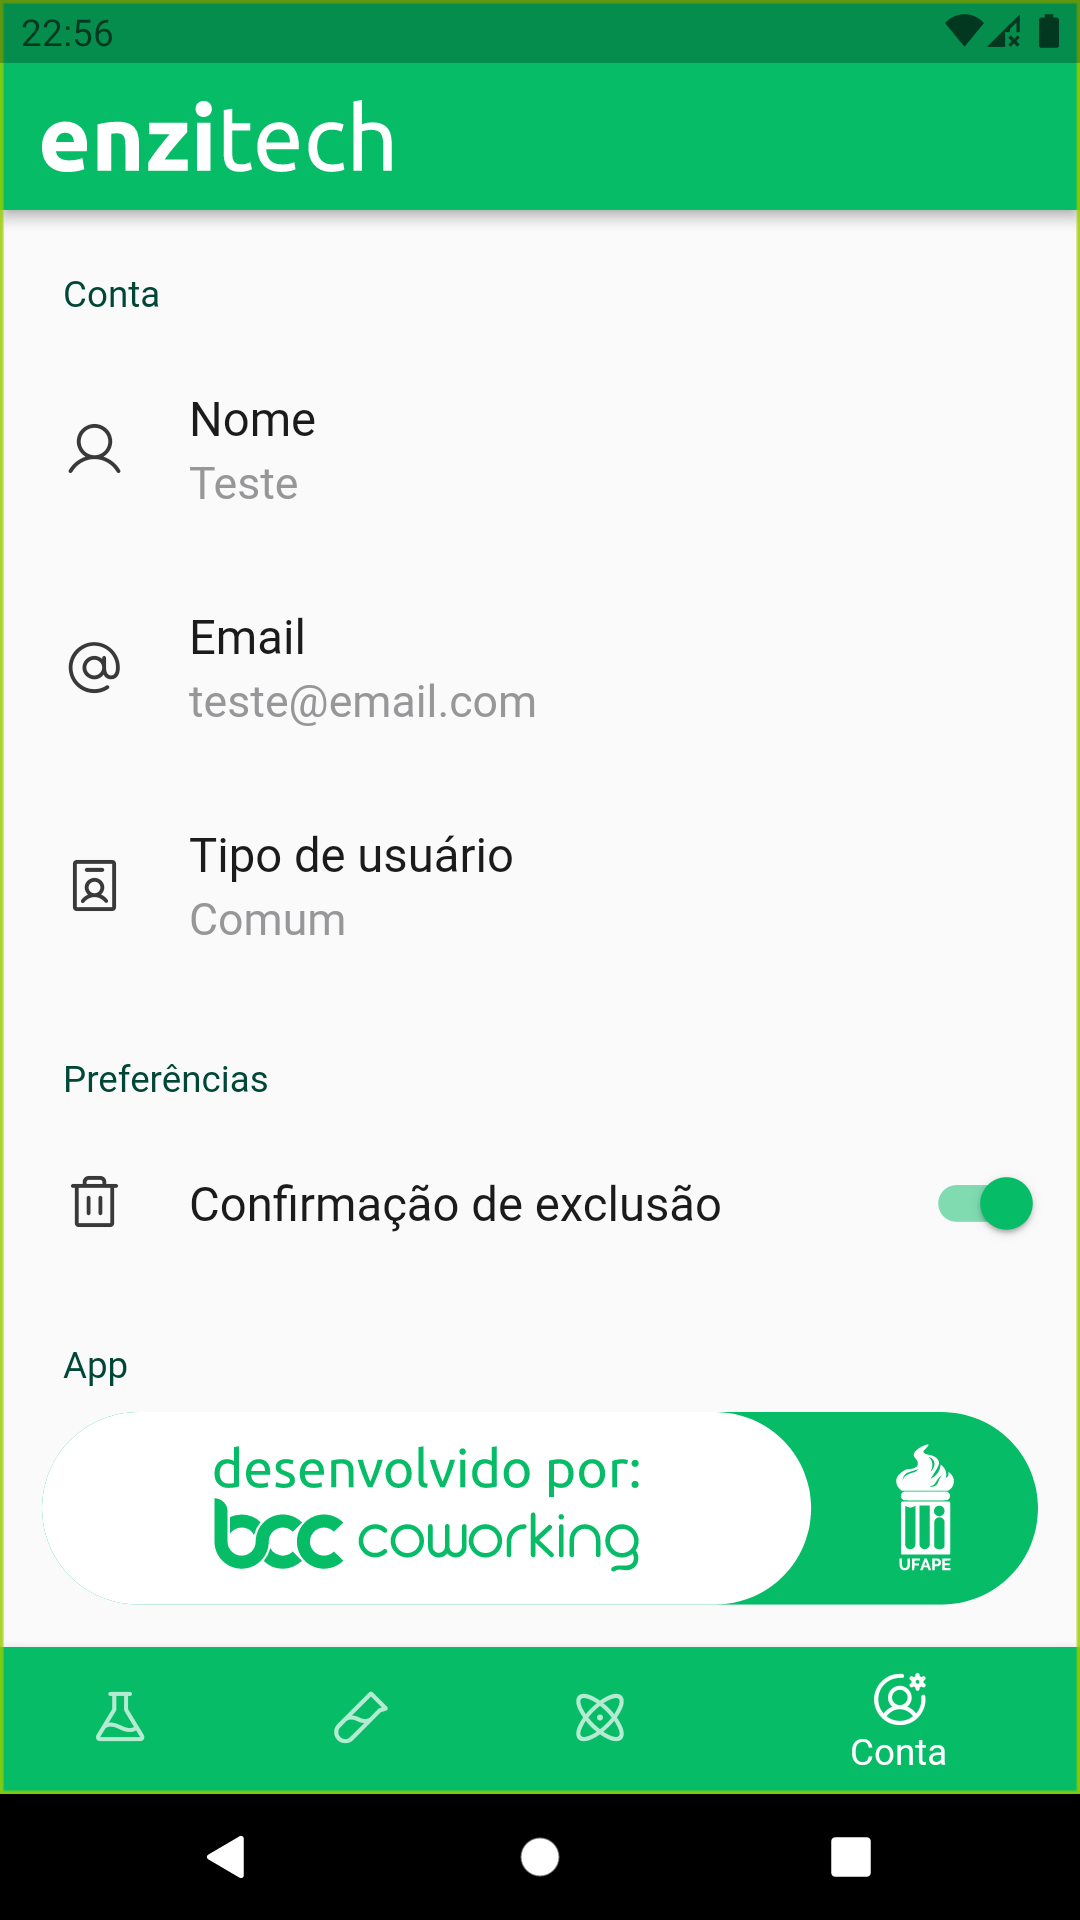 22:56
enzitech
Conta
Nome
Teste
Email
teste@email.com
Tipo de usuário
Comum
Preferências
Confirmação de exclusão
App
desenvolvido por:
bcc coworking
UFAPE
Conta